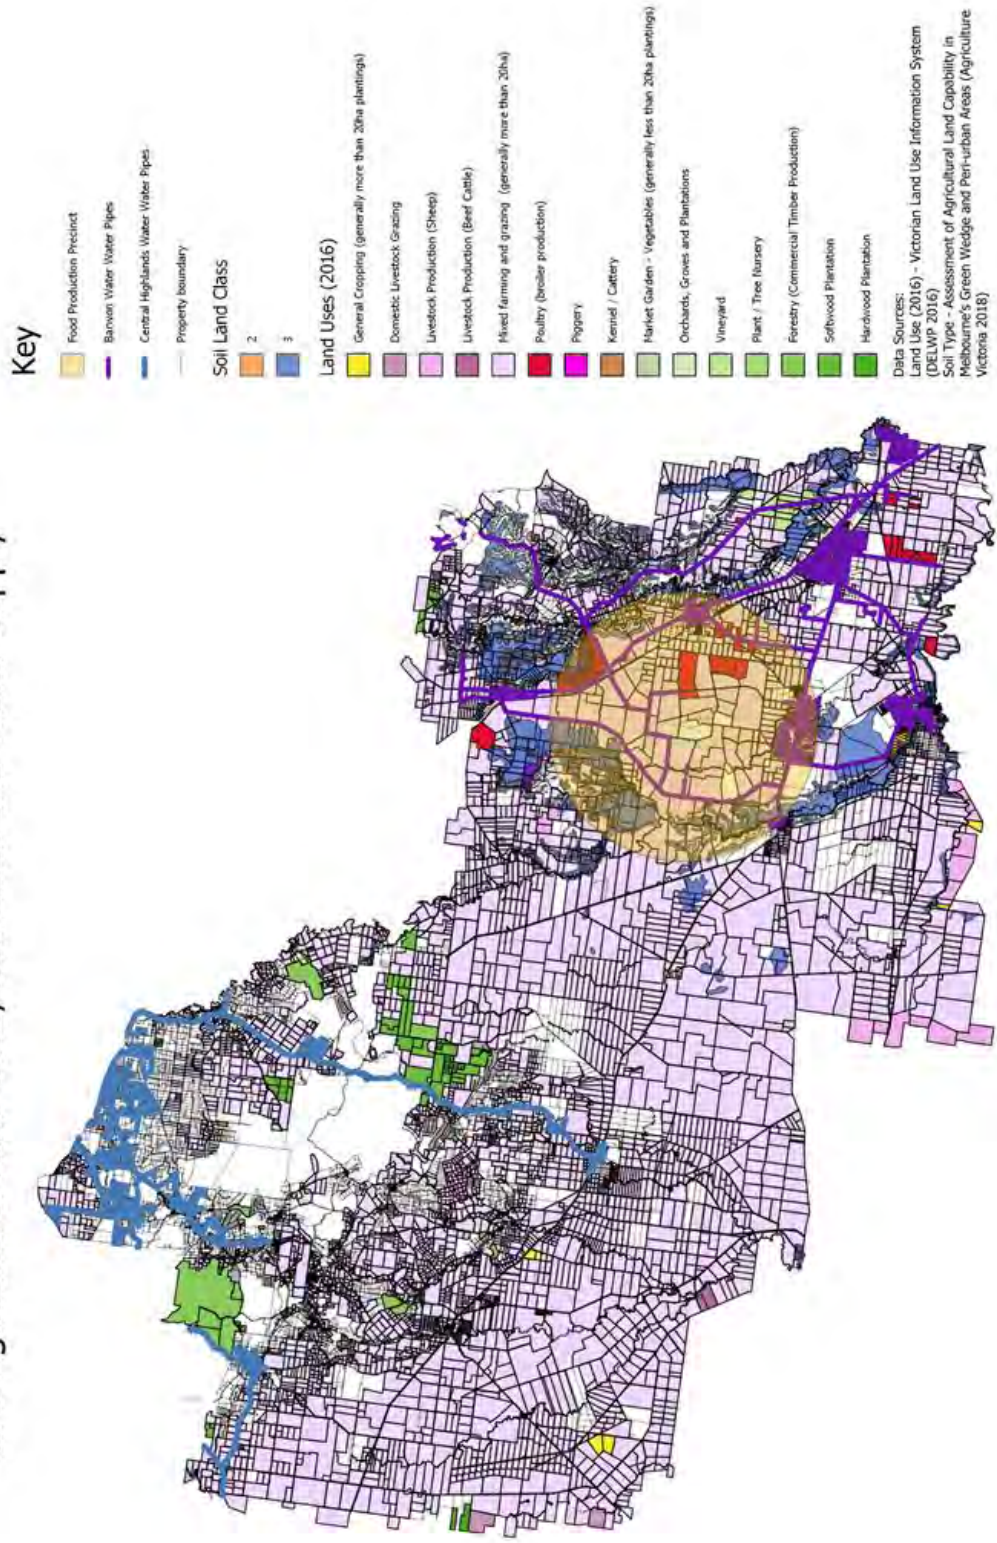 Key
Food Production Precinct
Barwon Water Water Pipes
Central Highlands Water Water Pipes
Property boundary
Soil Land Class
2
3
Land Uses (2016)
General Cropping (generally more than 20ha plantings)
Domestic Livestock Grazing
Livestock Production (Sheep)
Livestock Production (Beef Cattle)
Mixed farming and grazing (generally more than 20ha)
Poultry (broiler production)
Piggery
Kennel / Cattery
Market Garden - Vegetables (generally less than 20ha plantings)
Orchards, Groves and Plantations
Vineyard
Plant / Tree Nursery
Forestry (Commercial Timber Production)
Softwood Plantation
Hardwood Plantation
Data Sources:
Land Use (2016) - Victorian Land Use Information System
(DELWP 2016)
Soil Type - Assessment of Agricultural Land Capability in
Melbourne's Green Wedge and Peri-urban Areas (Agriculture
Victoria 2018)